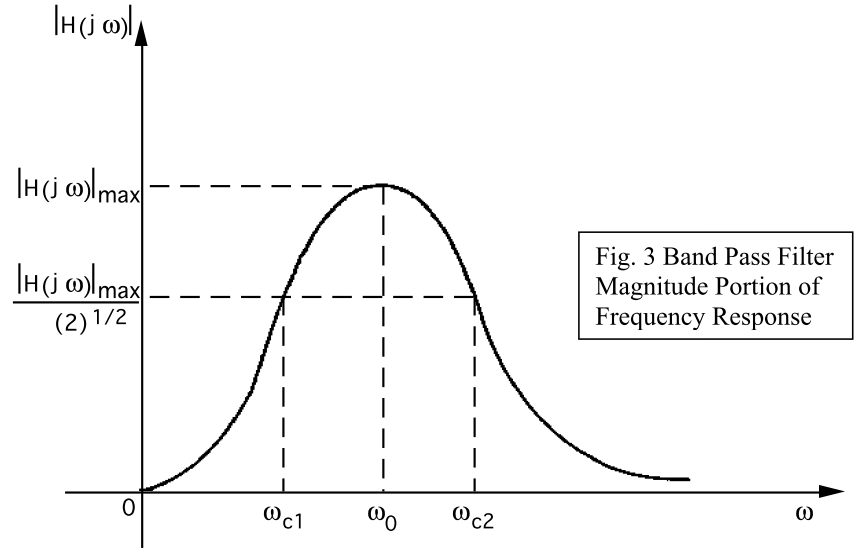 |H(j ω)|
|H(j ω)|max
|H(j ω)|max
(2)1/2
Fig. 3 Band Pass Filter
Magnitude Portion of
Frequency Response
0
ωc1
ω0
ωc2
ω